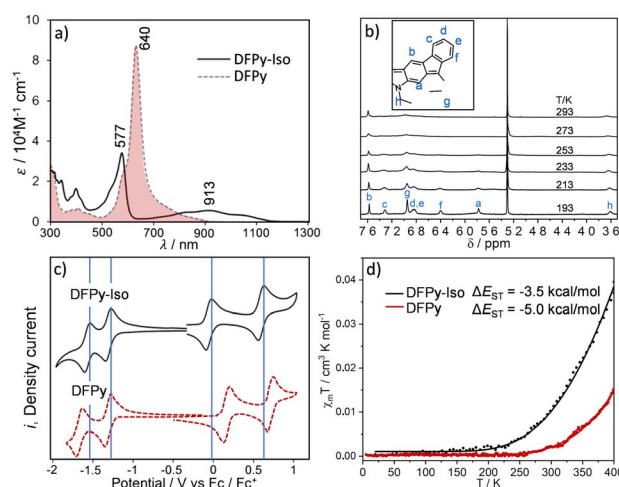 a)
640
DFPy-Iso
DFPy
577
913
10
8
6
4
2
0
ε / 10⁴M⁻¹ cm⁻¹
300 500 700 900 1100 1300
λ / nm
b)
d
c
e
b
f
a
N
h
g
T/K
293
273
253
233
213
193
b
c
g
d,e
f
a
h
7.6 7.2 6.8 6.4 6.0 5.6 5.2 4.8 4.4 4.0 3.6
δ / ppm
c)
DFPy-Iso
DFPy
i, Density current
-2 -1.5 -1 -0.5 0 0.5 1
Potential / V vs Fc / Fc⁺
d)
DFPy-Iso ΔE_ST = -3.5 kcal/mol
DFPy ΔE_ST = -5.0 kcal/mol
0.04
0.03
0.02
0.01
0.00
χ_mT / cm³ K mol⁻¹
0 50 100 150 200 250 300 350 400
T / K